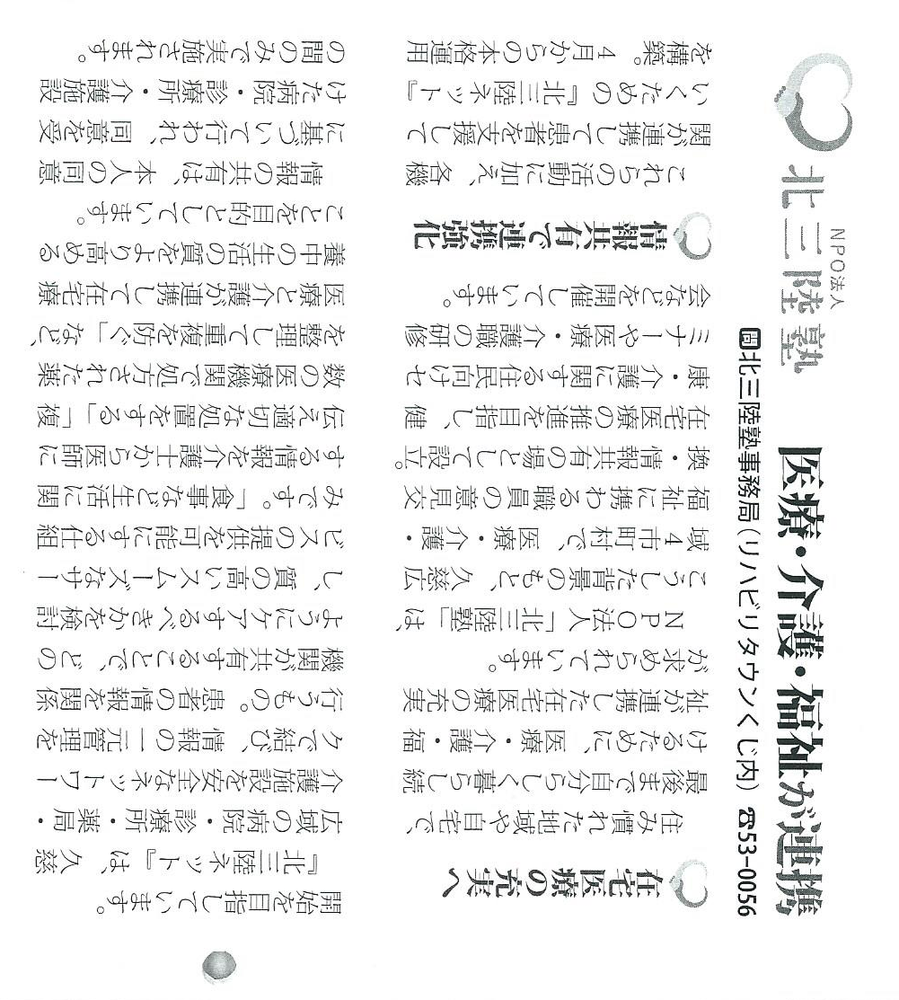 NPO法人
北三陸塾
医療・介護・福祉が連携
問北三陸塾事務局(リハビリタウンくじ内) ☎53-0056
在宅医療の充実へ
住み慣れた地域や自宅で、
最後まで自分らしく暮らし続
けるために、医療・介護・福
祉が連携した在宅医療の充実
が求められています。
NPO法人「北三陸塾」は、
こうした背景のもと、久慈広
域4市町村で、医療・介護・
福祉に携わる職員の意見交
換・情報共有の場として設立。
在宅医療の推進を目指し、健
康・介護に関する住民向けセ
ミナーや医療・介護職の研修
会などを開催しています。
情報共有で連携強化
これらの活動に加え、各機
関が連携して患者を支援して
いくための『北三陸ネット』
を構築。4月からの本格運用
開始を目指しています。
『北三陸ネット』は、久慈
広域の病院・診療所・薬局・
介護施設を安全なネットワー
クで結び、情報の一元管理を
行うもの。患者の情報を関係
機関が共有することで、どの
ようにケアするべきかを検討
し、質の高いスムーズなサー
ビスの提供を可能にする仕組
みです。「食事など生活に関
する情報を介護士から医師に
伝え適切な処置をする」「複
数の医療機関で処方された薬
を整理して重複を防ぐ」など、
医療と介護が連携して在宅療
養中の生活の質をより高める
ことを目的としています。
情報の共有は、本人の同意
に基づいて行われ、同意を受
けた病院・診療所・介護施設
の間のみで実施されます。